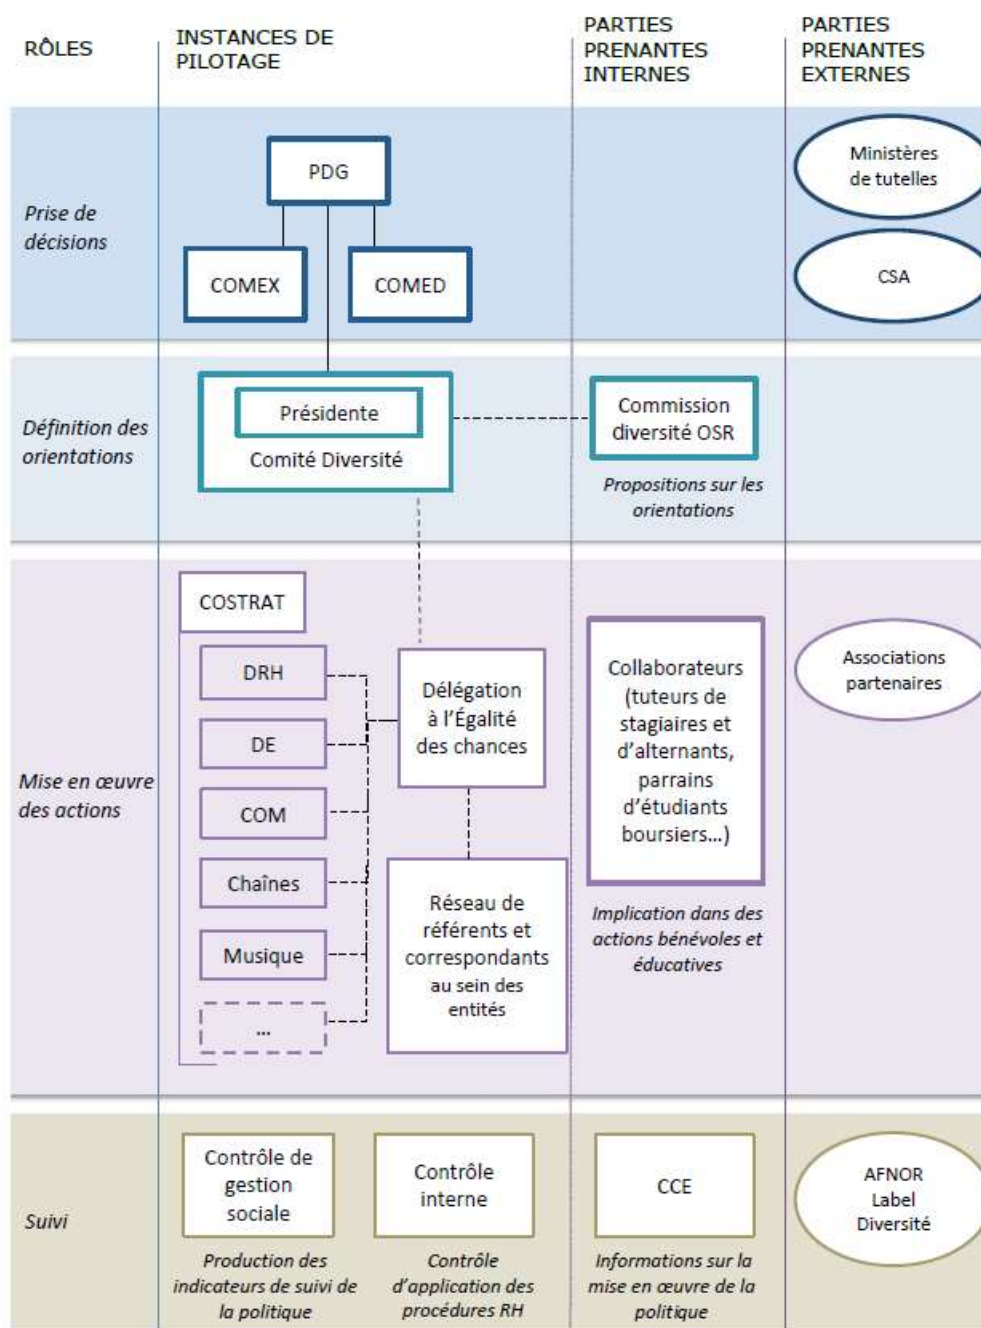 RÔLES
INSTANCES DE
PILOTAGE
PARTIES
PRENANTES
INTERNES
PARTIES
PRENANTES
EXTERNES
Prise de
décisions
PDG
COMEX
COMED
Ministères
de tutelles
CSA
Définition des
orientations
Présidente
Comité Diversité
Commission
diversité OSR
Propositions sur les
orientations
Mise en œuvre
des actions
COSTRAT
DRH
DE
COM
Chaînes
Musique
...
Délégation
à l’Égalité
des chances
Réseau de
référents et
correspondants
au sein des
entités
Collaborateurs
(tuteurs de
stagiaires et
d’alternants,
parrains
d’étudiants
boursiers…)
Implication dans des
actions bénévoles et
éducatives
Associations
partenaires
Suivi
Contrôle de
gestion
sociale
Production des
indicateurs de suivi de
la politique
Contrôle
interne
Contrôle
d’application des
procédures RH
CCE
Informations sur la
mise en œuvre de la
politique
AFNOR
Label
Diversité